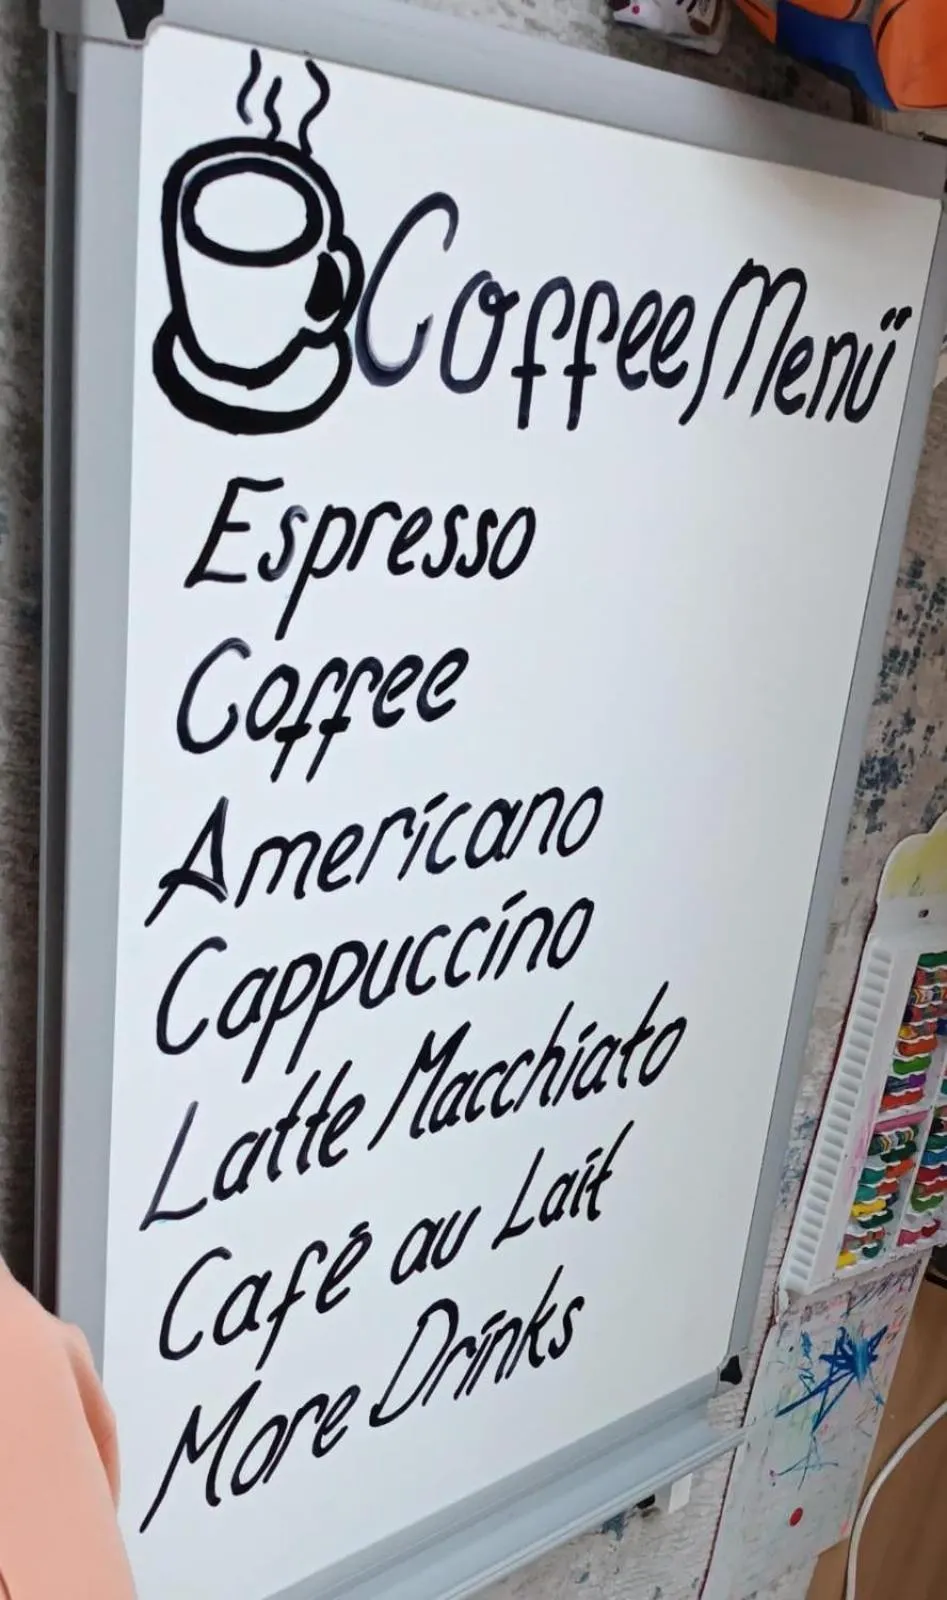 Coffee Menü
Espresso
Coffee
Americano
Cappuccino
Latte Macchiato
Café au Lait
More Drinks